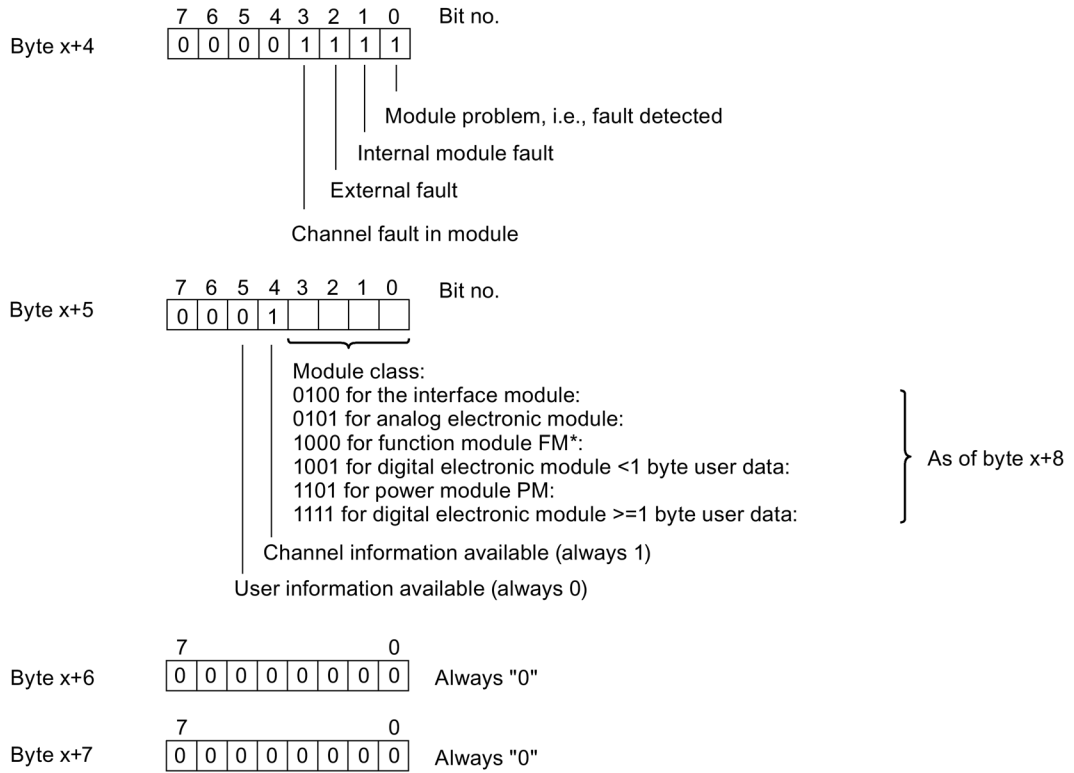 7 6 5 4 3 2 1 0 Bit no.
Byte x+4 0 0 0 0 1 1 1 1
Module problem, i.e., fault detected
Internal module fault
External fault
Channel fault in module
7 6 5 4 3 2 1 0 Bit no.
Byte x+5 0 0 0 1
Module class:
0100 for the interface module:
0101 for analog electronic module:
1000 for function module FM*:
1001 for digital electronic module <1 byte user data:
As of byte x+8
1101 for power module PM:
1111 for digital electronic module >=1 byte user data:
Channel information available (always 1)
User information available (always 0)
7 0
Byte x+6 0 0 0 0 0 0 0 0 Always "0"
7 0
Byte x+7 0 0 0 0 0 0 0 0 Always "0"